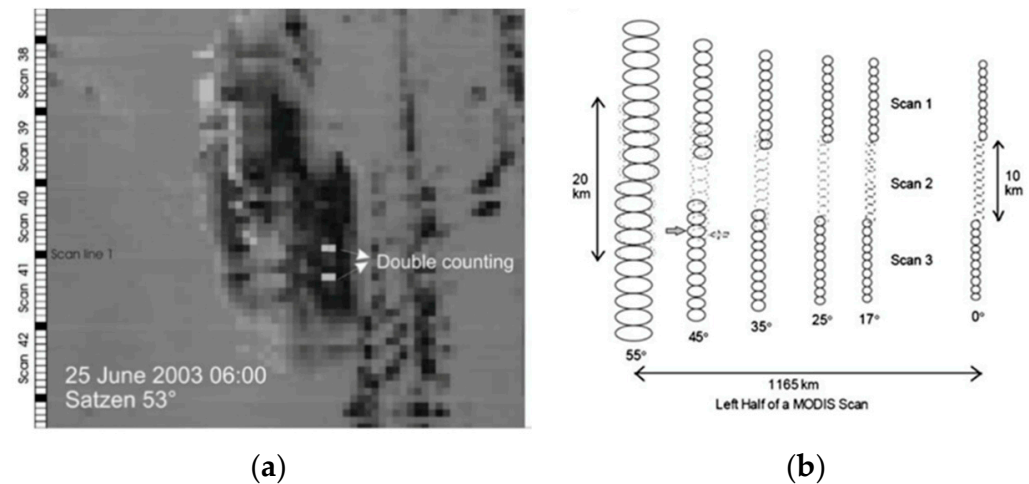 Scan 38
Scan 39
Scan 40
Scan 41
Scan 42
Scan line 1
Double counting
25 June 2003 06:00
Satzen 53°
(a)
Scan 1
Scan 2
Scan 3
20
km
10
km
55°
45°
35°
25°
17°
0°
1165 km
Left Half of a MODIS Scan
(b)